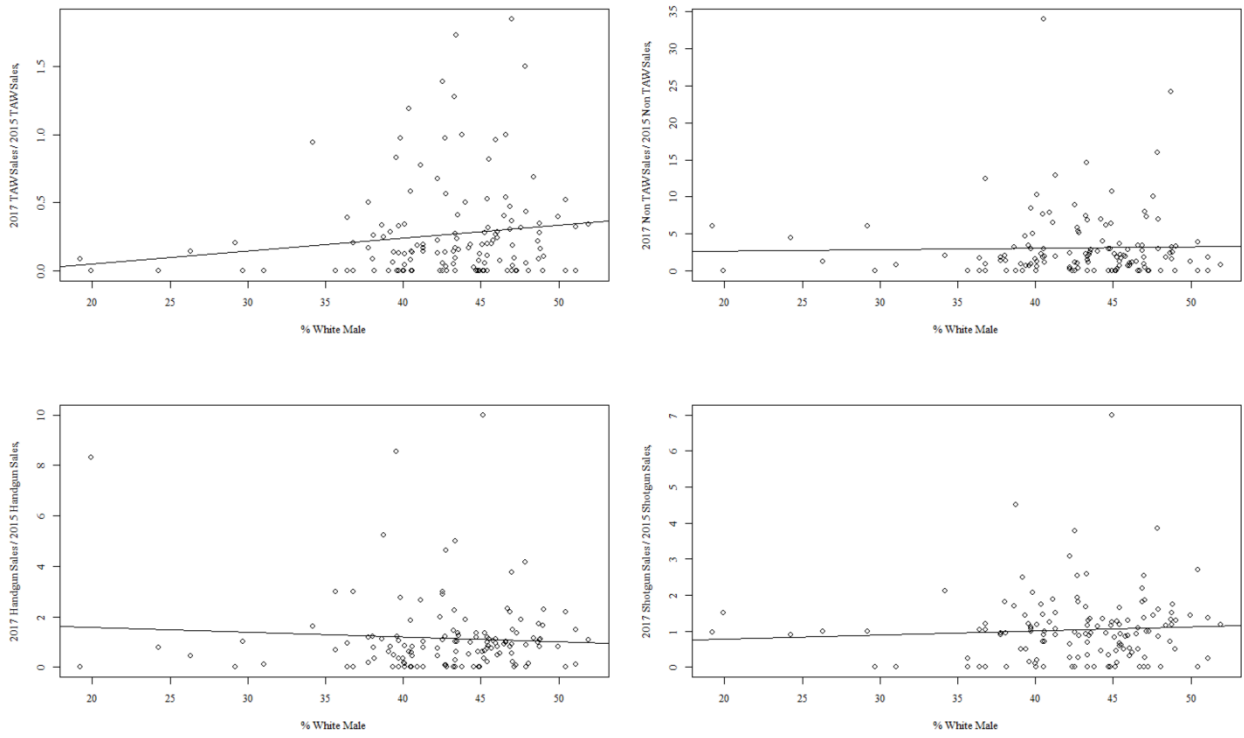 2017 TAW Sales / 2015 TAW Sales,
1.5
1.0
0.5
0.0
20 25 30 35 40 45 50
% White Male
2017 Non TAW Sales / 2015 Non TAW Sales,
35
30
25
20
15
10
5
0
20 25 30 35 40 45 50
% White Male
2017 Handgun Sales / 2015 Handgun Sales,
10
8
6
4
2
0
20 25 30 35 40 45 50
% White Male
2017 Shotgun Sales / 2015 Shotgun Sales,
7
6
5
4
3
2
1
0
20 25 30 35 40 45 50
% White Male